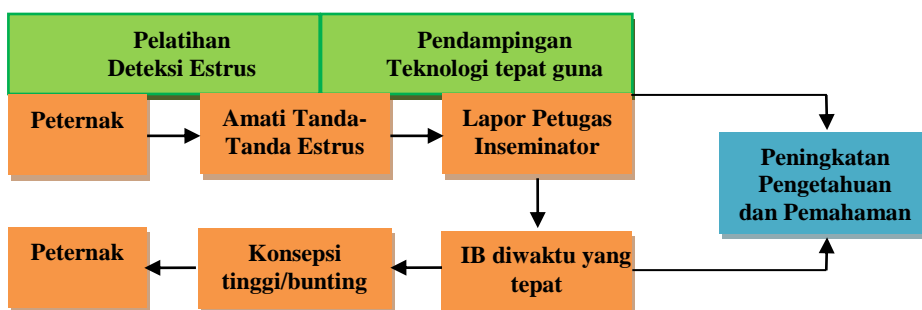 Pelatihan
Deteksi Estrus
Pendampingan
Teknologi tepat guna
Peternak
Amati Tanda-
Tanda Estrus
Lapor Petugas
Inseminator
Peningkatan
Pengetahuan
dan Pemahaman
Peternak
Konsepsi
tinggi/bunting
IB diwaktu yang
tepat